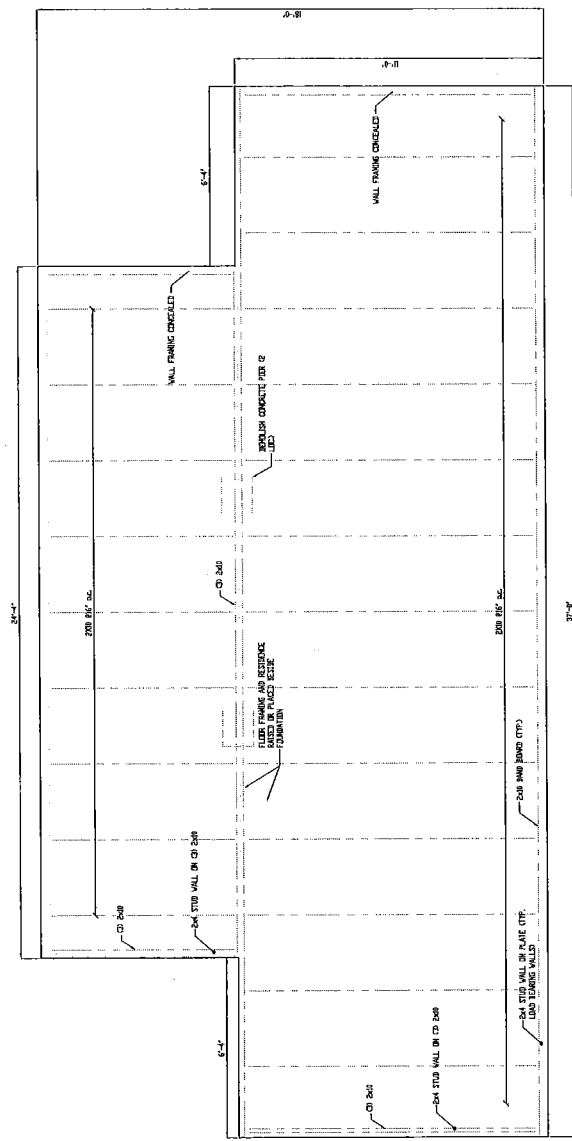 18'-0"
11'-0"
6'-4"
WALL FRAMING CONCEALED
WALL FRAMING CONCEALED
24'-4"
2X10 @16" o.c.
DEMOLISH CONCRETE PIER (2
LOC.)
(3) 2x10
FLOOR FRAMING AND RESIDENCE
RAISED OR PLACED BESIDE
FOUNDATION
2X10 @16" o.c.
37'-0"
2x10 BAND BOARD (TYP.)
2x4 STUD WALL ON (3) 2x10
(3) 2x10
6'-4"
2x4 STUD WALL ON PLATE (TYP.
LOAD BEARING WALLS)
2x4 STUD WALL ON (3) 2x10
(3) 2x10